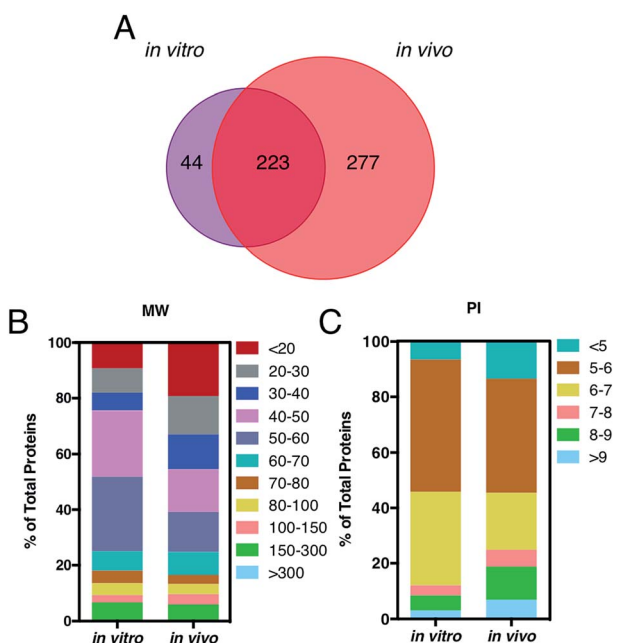 A
in vitro
in vivo
44
223
277
B
MW
% of Total Proteins
100
80
60
40
20
0
in vitro
in vivo
<20
20-30
30-40
40-50
50-60
60-70
70-80
80-100
100-150
150-300
>300
C
PI
% of Total Proteins
100
80
60
40
20
0
in vitro
in vivo
<5
5-6
6-7
7-8
8-9
>9